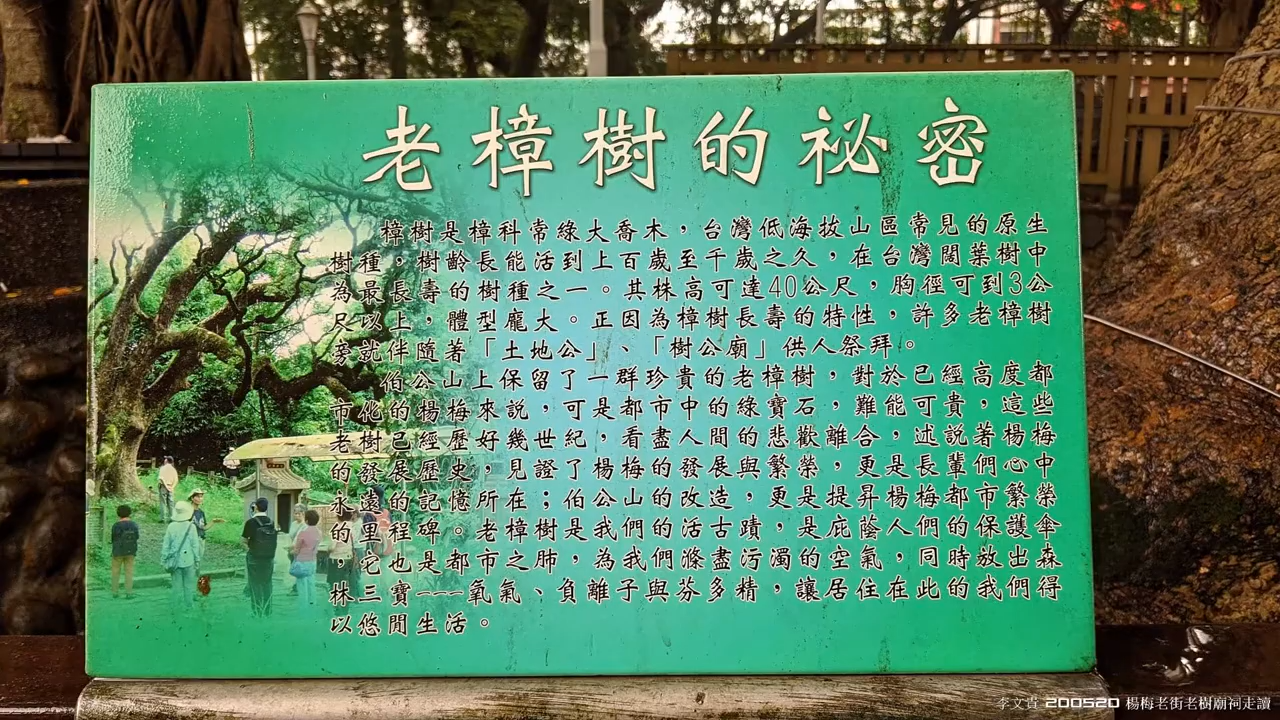 老樟樹的祕密
樟樹是樟科常綠大喬木，台灣低海拔山區常見的原生
樹種，樹齡長能活到上百歲至千歲之久，在台灣闊葉樹中
為最長壽的樹種之一。其株高可達40公尺，胸徑可到3公
尺以上，體型龐大。正因為樟樹長壽的特性，許多老樟樹
旁就伴隨著「土地公」、「樹公廟」供人祭拜。
伯公山上保留了一群珍貴的老樟樹，對於已經高度都
市化的楊梅來說，可是都市中的綠寶石，難能可貴，這些
老樹已經歷好幾世紀，看盡人間的悲歡離合，述說著楊梅
的發展歷史，見證了楊梅的發展與繁榮，更是長輩們心中
永遠的記憶所在；伯公山的改造，更是提昇楊梅都市繁榮
的里程碑。老樟樹是我們的活古蹟，是庇蔭人們的保護傘
，它也是都市之肺，為我們滌盡污濁的空氣，同時放出森
林三寶---氧氣、負離子與芬多精，讓居住在此的我們得
以悠閒生活。
李文貴 200520 楊梅老街老樹廟祠走讀